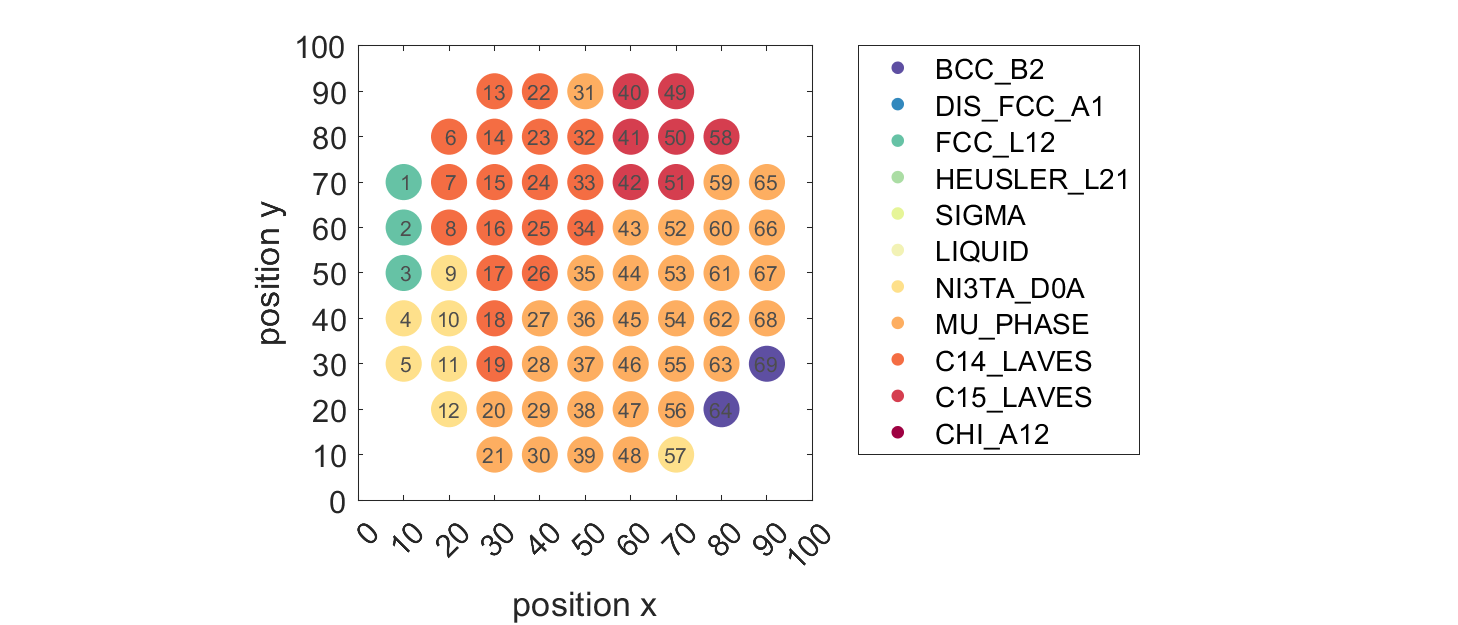 100
90
80
70
60
50
40
30
20
10
0
position y
13 22 31 40 49
6 14 23 32 41 50 58
1 7 15 24 33 42 51 59 65
2 8 16 25 34 43 52 60 66
3 9 17 26 35 44 53 61 67
4 10 18 27 36 45 54 62 68
5 11 19 28 37 46 55 63 69
12 20 29 38 47 56 64
21 30 39 48 57
0 10 20 30 40 50 60 70 80 90 100
position x
BCC_B2
DIS_FCC_A1
FCC_L12
HEUSLER_L21
SIGMA
LIQUID
NI3TA_D0A
MU_PHASE
C14_LAVES
C15_LAVES
CHI_A12